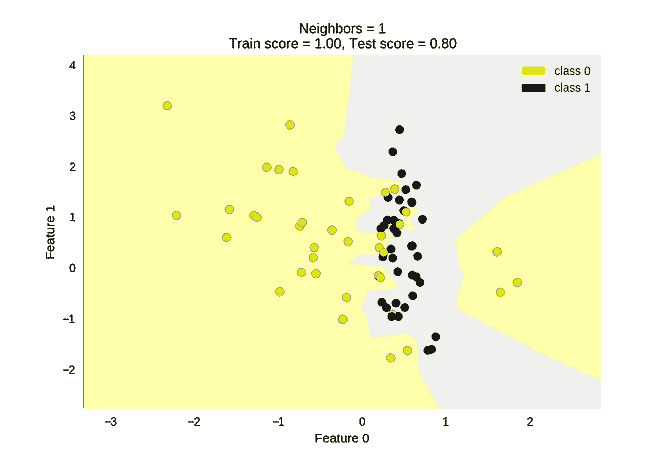 Neighbors = 1
Train score = 1.00, Test score = 0.80
class 0
class 1
4
3
2
1
0
−1
−2
Feature 1
−3
−2
−1
0
1
2
Feature 0